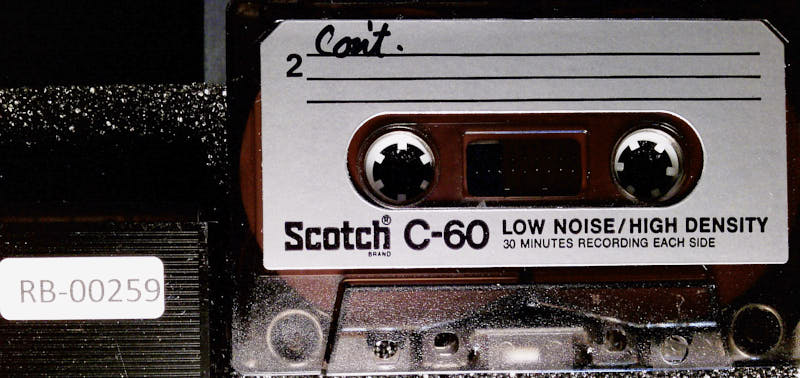 Con't.
2
Scotch® C-60 LOW NOISE/HIGH DENSITY
BRAND 30 MINUTES RECORDING EACH SIDE
RB-00259